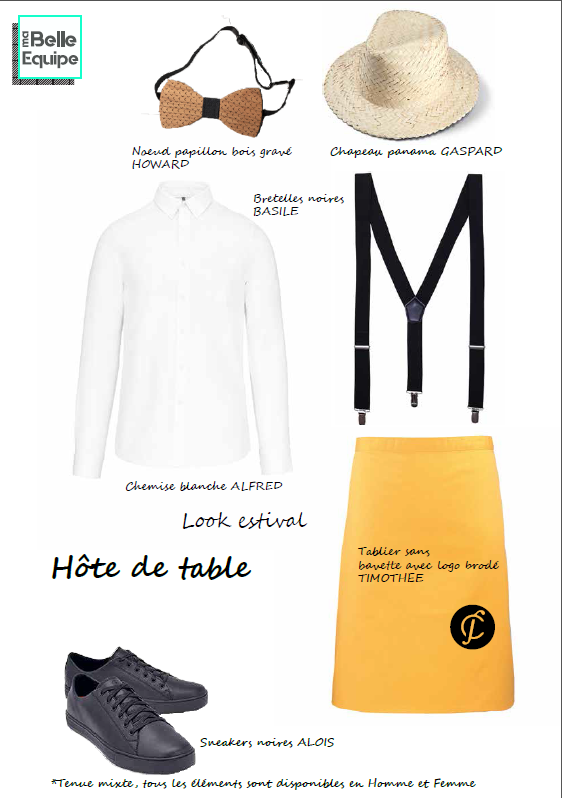 ma
Belle
Equipe
Nœud papillon bois gravé
HOWARD
Chapeau panama GASPARD
Bretelles noires
BASILE
Chemise blanche ALFRED
Look estival
Hôte de table
Tablier sans
bavette avec logo brodé
TIMOTHEE
Sneakers noires ALOIS
*Tenue mixte, tous les éléments sont disponibles en Homme et Femme